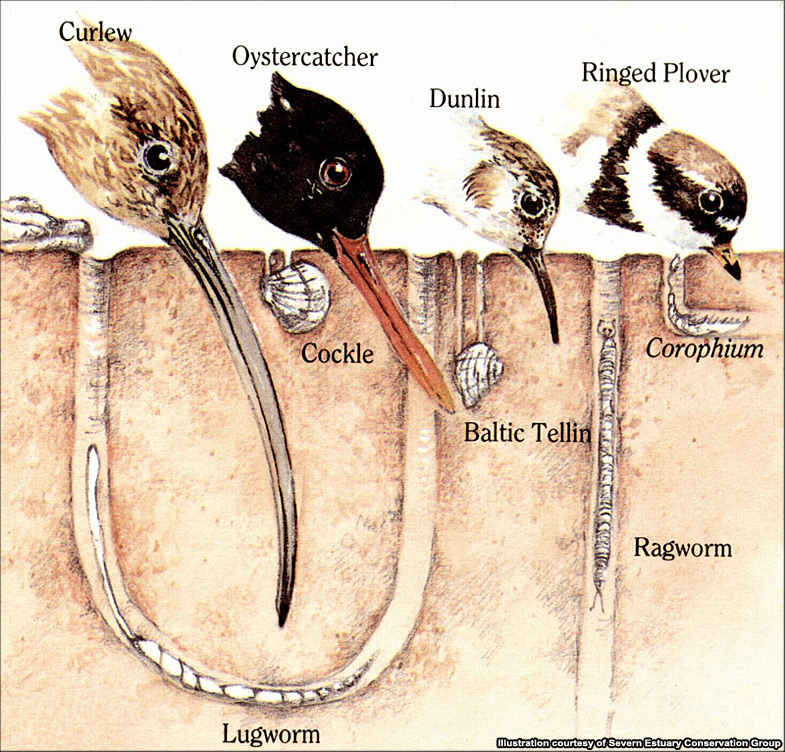 Curlew
Oystercatcher
Dunlin
Ringed Plover
Cockle
Corophium
Baltic Tellin
Ragworm
Lugworm
Illustration courtesy of Severn Estuary Conservation Group